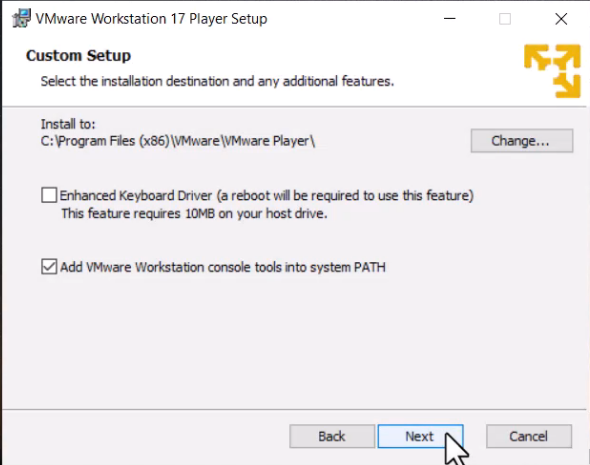 VMware Workstation 17 Player Setup
Custom Setup
Select the installation destination and any additional features.
Install to:
C:\Program Files (x86)\VMware\VMware Player\
Change...
Enhanced Keyboard Driver (a reboot will be required to use this feature)
This feature requires 10MB on your host drive.
Add VMware Workstation console tools into system PATH
Back
Next
Cancel